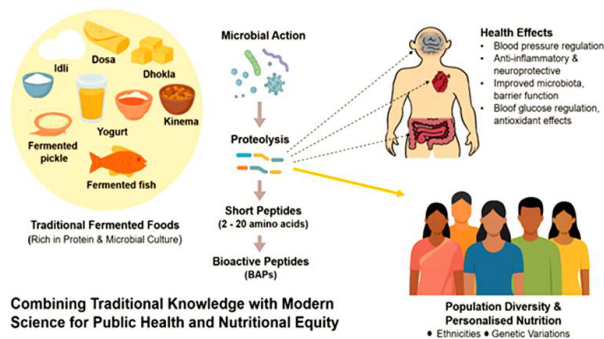 Idli
Dosa
Dhokla
Yogurt
Kinema
Fermented
pickle
Fermented fish
Traditional Fermented Foods
(Rich in Protein & Microbial Culture)
Microbial Action
Proteolysis
Short Peptides
(2 - 20 amino acids)
Bioactive Peptides
(BAPs)
Health Effects
• Blood pressure regulation
• Anti-inflammatory &
neuroprotective
• Improved microbiota,
barrier function
• Bloof glucose regulation,
antioxidant effects
Population Diversity &
Personalised Nutrition
● Ethnicities ● Genetic Variations
Combining Traditional Knowledge with Modern
Science for Public Health and Nutritional Equity